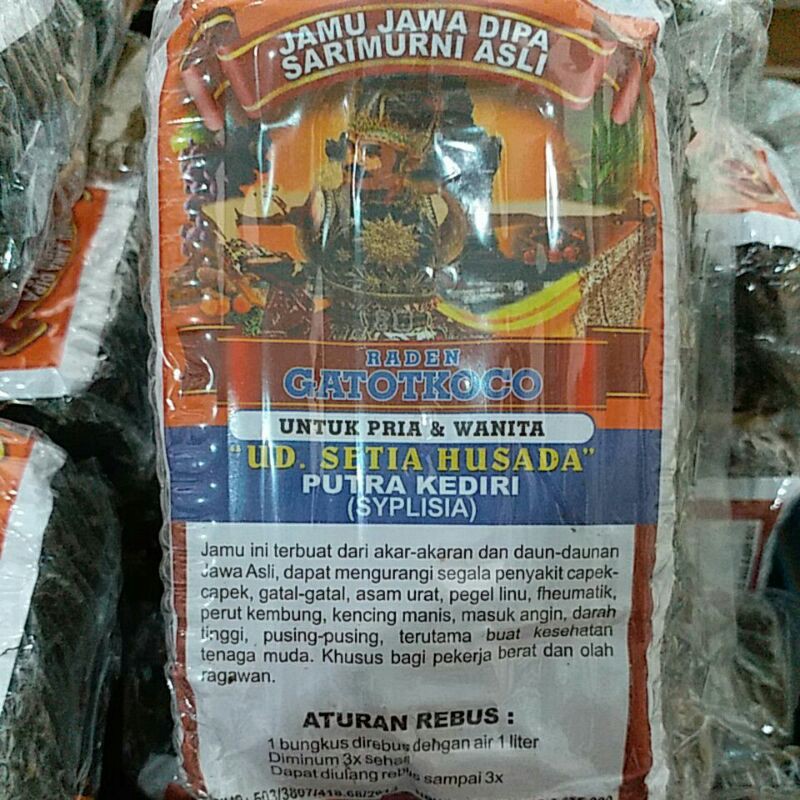 JAMU JAWA DIPA
SARIMURNI ASLI
RADEN
GATOTKOCO
UNTUK PRIA & WANITA
"UD. SETIA HUSADA"
PUTRA KEDIRI
(SYPLISIA)
Jamu ini terbuat dari akar-akaran dan daun-daunan
Jawa Asli, dapat mengurangi segala penyakit capek-
capek, gatal-gatal, asam urat, pegel linu, fheumatik,
perut kembung, kencing manis, masuk angin, darah
tinggi, pusing-pusing, terutama buat kesehatan
tenaga muda. Khusus bagi pekerja berat dan olah
ragawan.
ATURAN REBUS :
1 bungkus direbus dengan air 1 liter
Diminum 3x sehari
Dapat diulang rebus sampai 3x